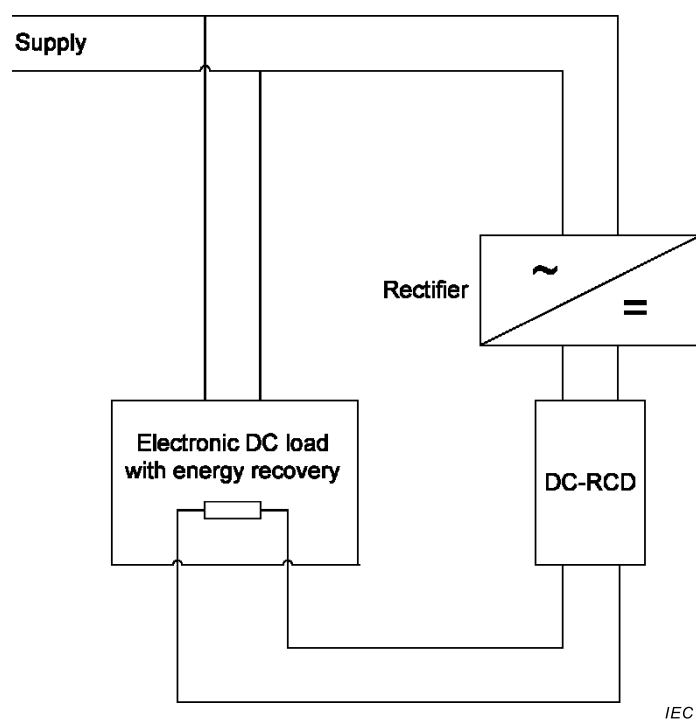 Supply
Rectifier
~
=
Electronic DC load
with energy recovery
DC-RCD
IEC